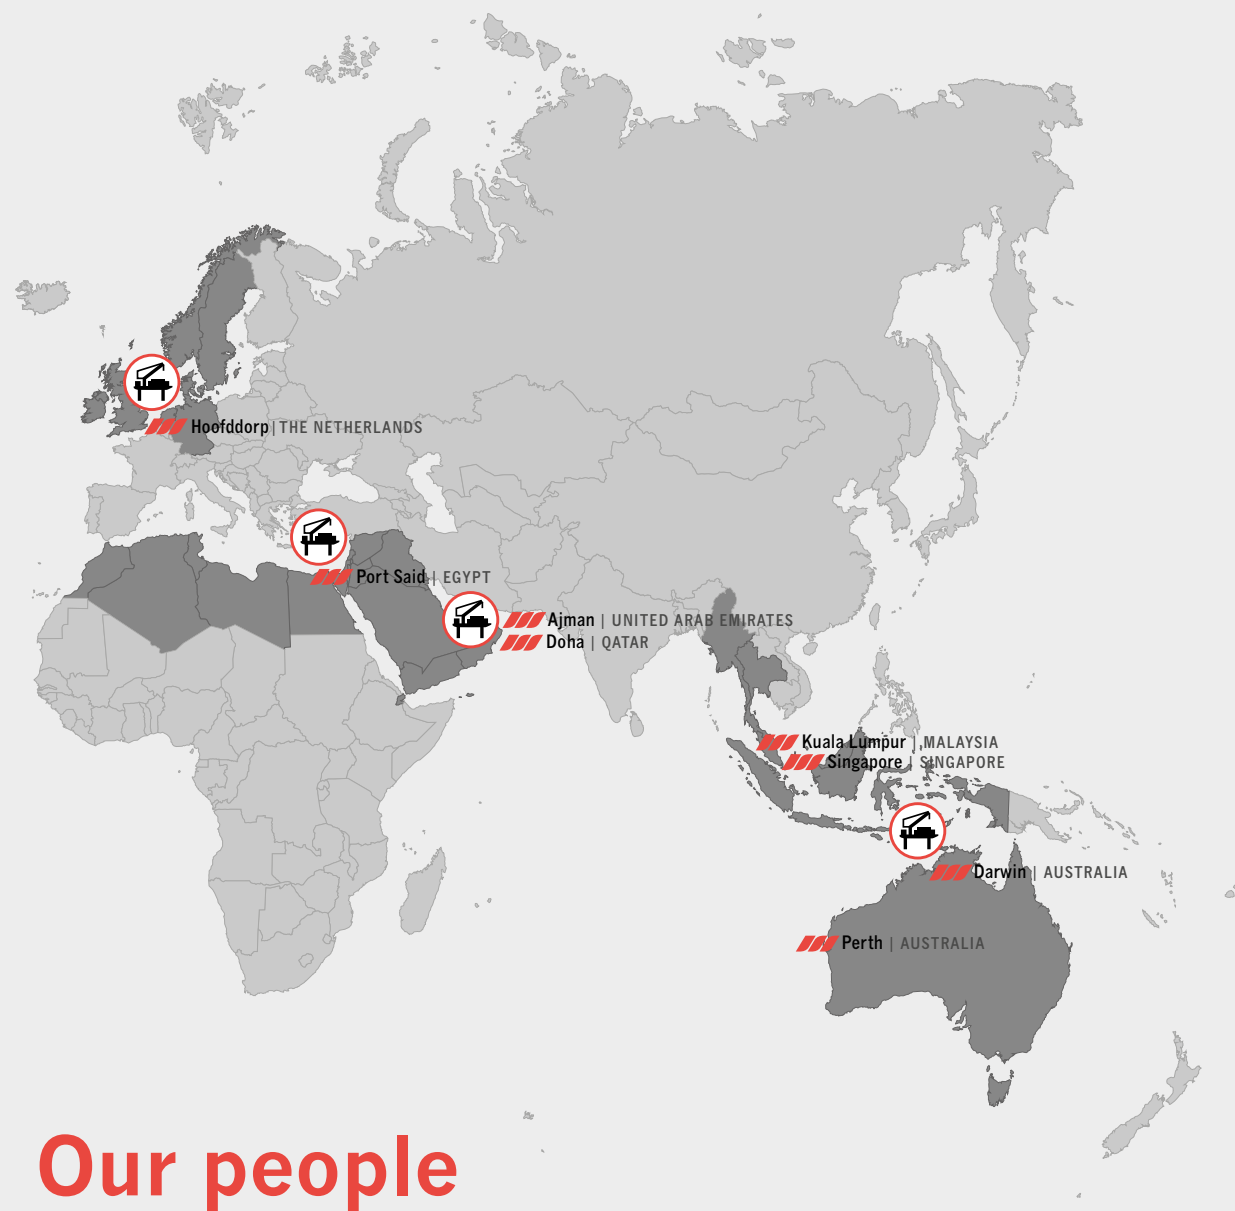 Hoofddorp | THE NETHERLANDS
Port Said | EGYPT
Ajman | UNITED ARAB EMIRATES
Doha | QATAR
Kuala Lumpur | MALAYSIA
Singapore | SINGAPORE
Darwin | AUSTRALIA
Perth | AUSTRALIA
Our people